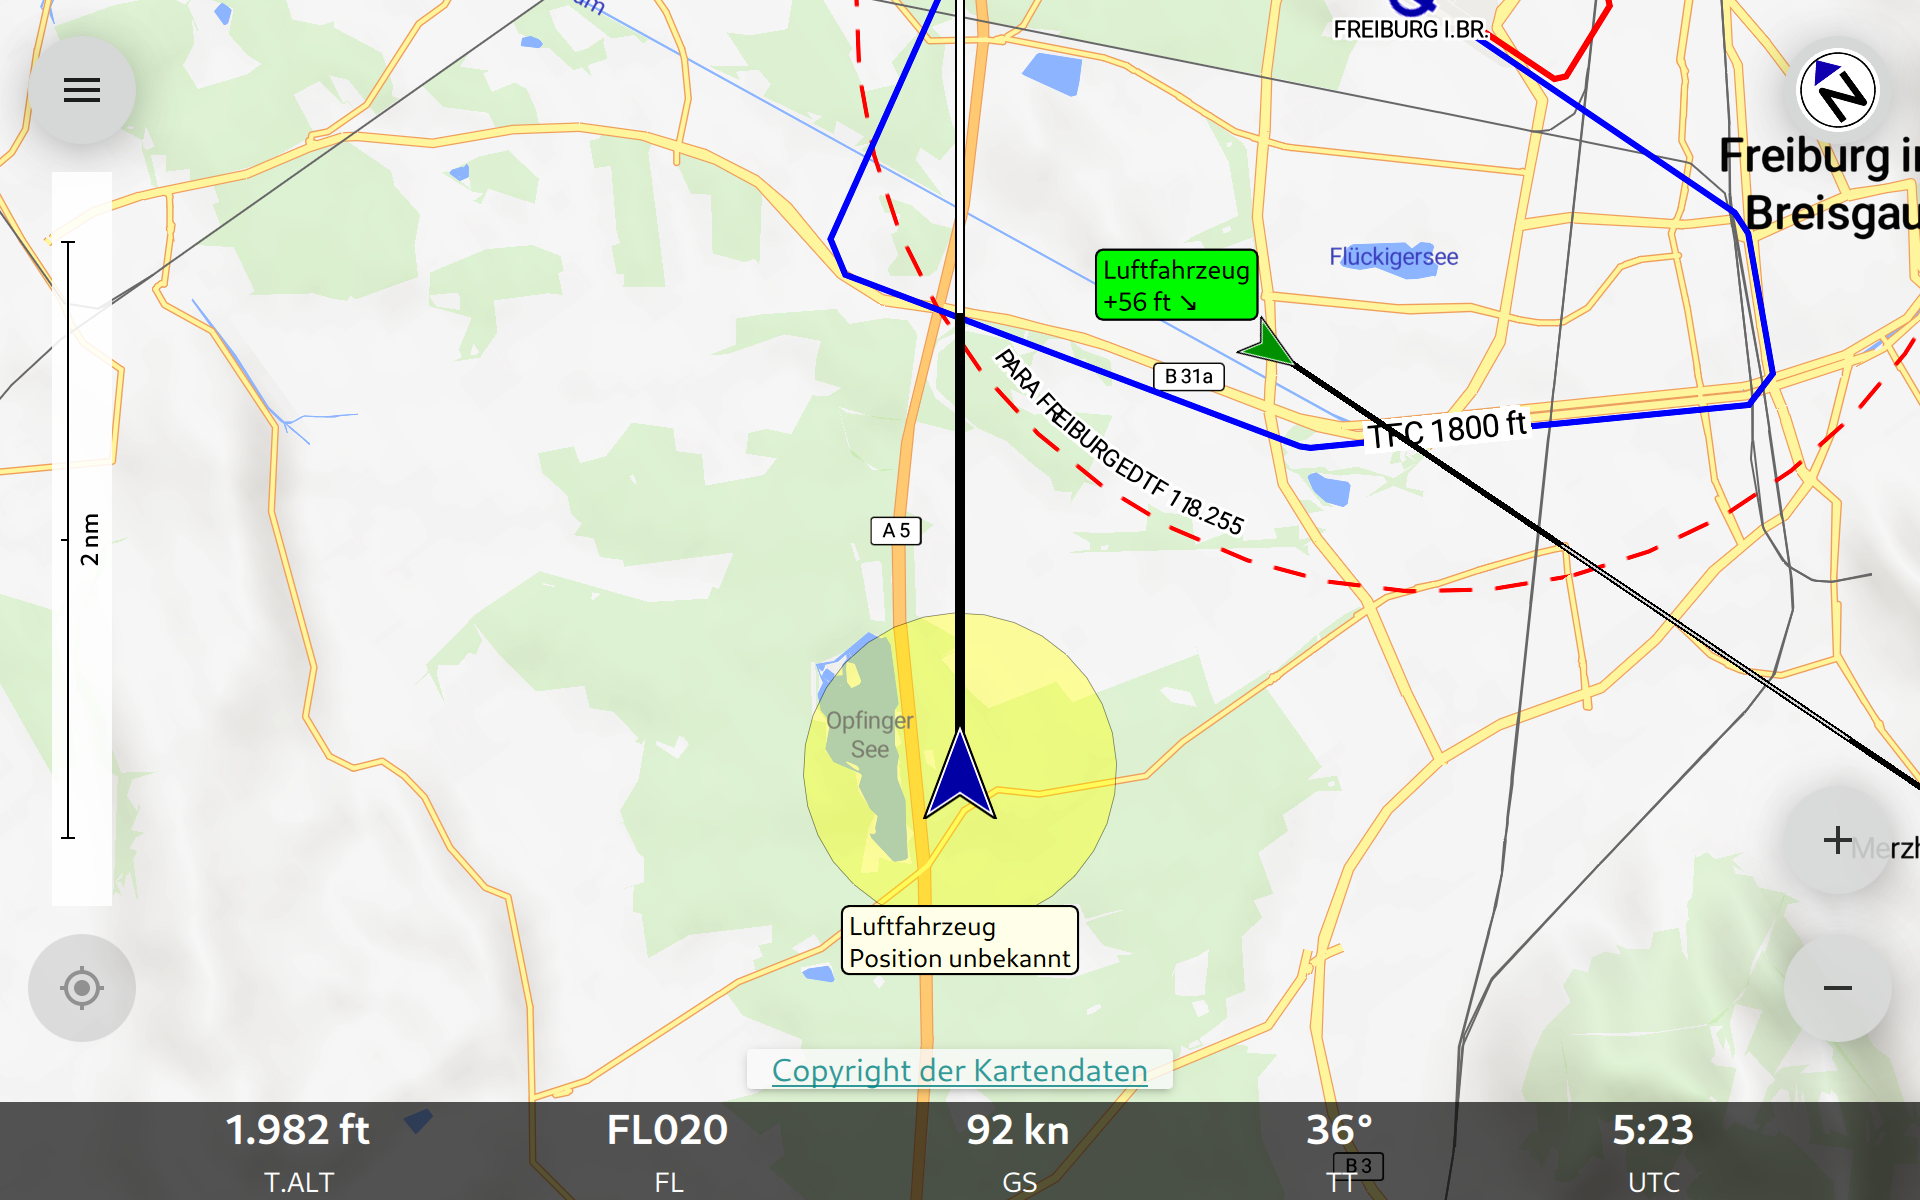 FREIBURG I.BR.
N
Freiburg i
Breisgau
Flückigersee
Luftfahrzeug
+56 ft ↘
B 31a
PARA FREIBURGEDTF 118.255
TFC 1800 ft
A 5
2 nm
Opfinger
See
Luftfahrzeug
Position unbekannt
Copyright der Kartendaten
1.982 ft
FL020
92 kn
36°
5:23
B 3
T.ALT
FL
GS
TT
UTC